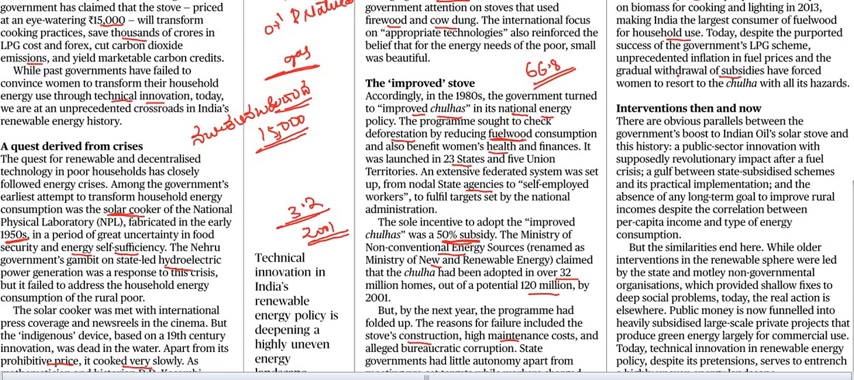 government has claimed that the stove – priced
at an eye-watering ₹15,000 – will transform
cooking practices, save thousands of crores in
LPG cost and forex, cut carbon dioxide
emissions, and yield marketable carbon credits.
While past governments have failed to
convince women to transform their household
energy use through technical innovation, today,
we are at an unprecedented crossroads in India's
renewable energy history.
A quest derived from crises
The quest for renewable and decentralised
technology in poor households has closely
followed energy crises. Among the government's
earliest attempt to transform household energy
consumption was the solar cooker of the National
Physical Laboratory (NPL), fabricated in the early
1950s, in a period of great uncertainty in food
security and energy self-sufficiency. The Nehru
government's gambit on state-led hydroelectric
power generation was a response to this crisis,
but it failed to address the household energy
consumption of the rural poor.
The solar cooker was met with international
press coverage and newsreels in the cinema. But
the 'indigenous' device, based on a 19th century
innovation, was dead in the water. Apart from its
prohibitive price, it cooked very slowly. As
gas
15,000
3.2
2001
Technical
innovation in
India's
renewable
energy policy is
deepening a
highly uneven
energy
landscape
government attention on stoves that used
firewood and cow dung. The international focus
on "appropriate technologies" also reinforced the
belief that for the energy needs of the poor, small
was beautiful.
66.8
The 'improved' stove
Accordingly, in the 1980s, the government turned
to "improved chulhas" in its national energy
policy. The programme sought to check
deforestation by reducing fuelwood consumption
and also benefit women's health and finances. It
was launched in 23 States and five Union
Territories. An extensive federated system was set
up, from nodal State agencies to "self-employed
workers", to fulfil targets set by the national
administration.
The sole incentive to adopt the "improved
chulhas" was a 50% subsidy. The Ministry of
Non-conventional Energy Sources (renamed as
Ministry of New and Renewable Energy) claimed
that the chulha had been adopted in over 32
million homes, out of a potential 120 million, by
2001.
But, by the next year, the programme had
folded up. The reasons for failure included the
stove's construction, high maintenance costs, and
alleged bureaucratic corruption. State
governments had little autonomy apart from
on biomass for cooking and lighting in 2013,
making India the largest consumer of fuelwood
for household use. Today, despite the purported
success of the government's LPG scheme,
unprecedented inflation in fuel prices and the
gradual withdrawal of subsidies have forced
women to resort to the chulha with all its hazards.
Interventions then and now
There are obvious parallels between the
government's boost to Indian Oil's solar stove and
this history: a public-sector innovation with
supposedly revolutionary impact after a fuel
crisis; a gulf between state-subsidised schemes
and its practical implementation; and the
absence of any long-term goal to improve rural
incomes despite the correlation between
per-capita income and type of energy
consumption.
But the similarities end here. While older
interventions in the renewable sphere were led
by the state and motley non-governmental
organisations, which provided shallow fixes to
deep social problems, today, the real action is
elsewhere. Public money is now funnelled into
heavily subsidised large-scale private projects that
produce green energy largely for commercial use.
Today, technical innovation in renewable energy
policy, despite its pretensions, serves to entrench